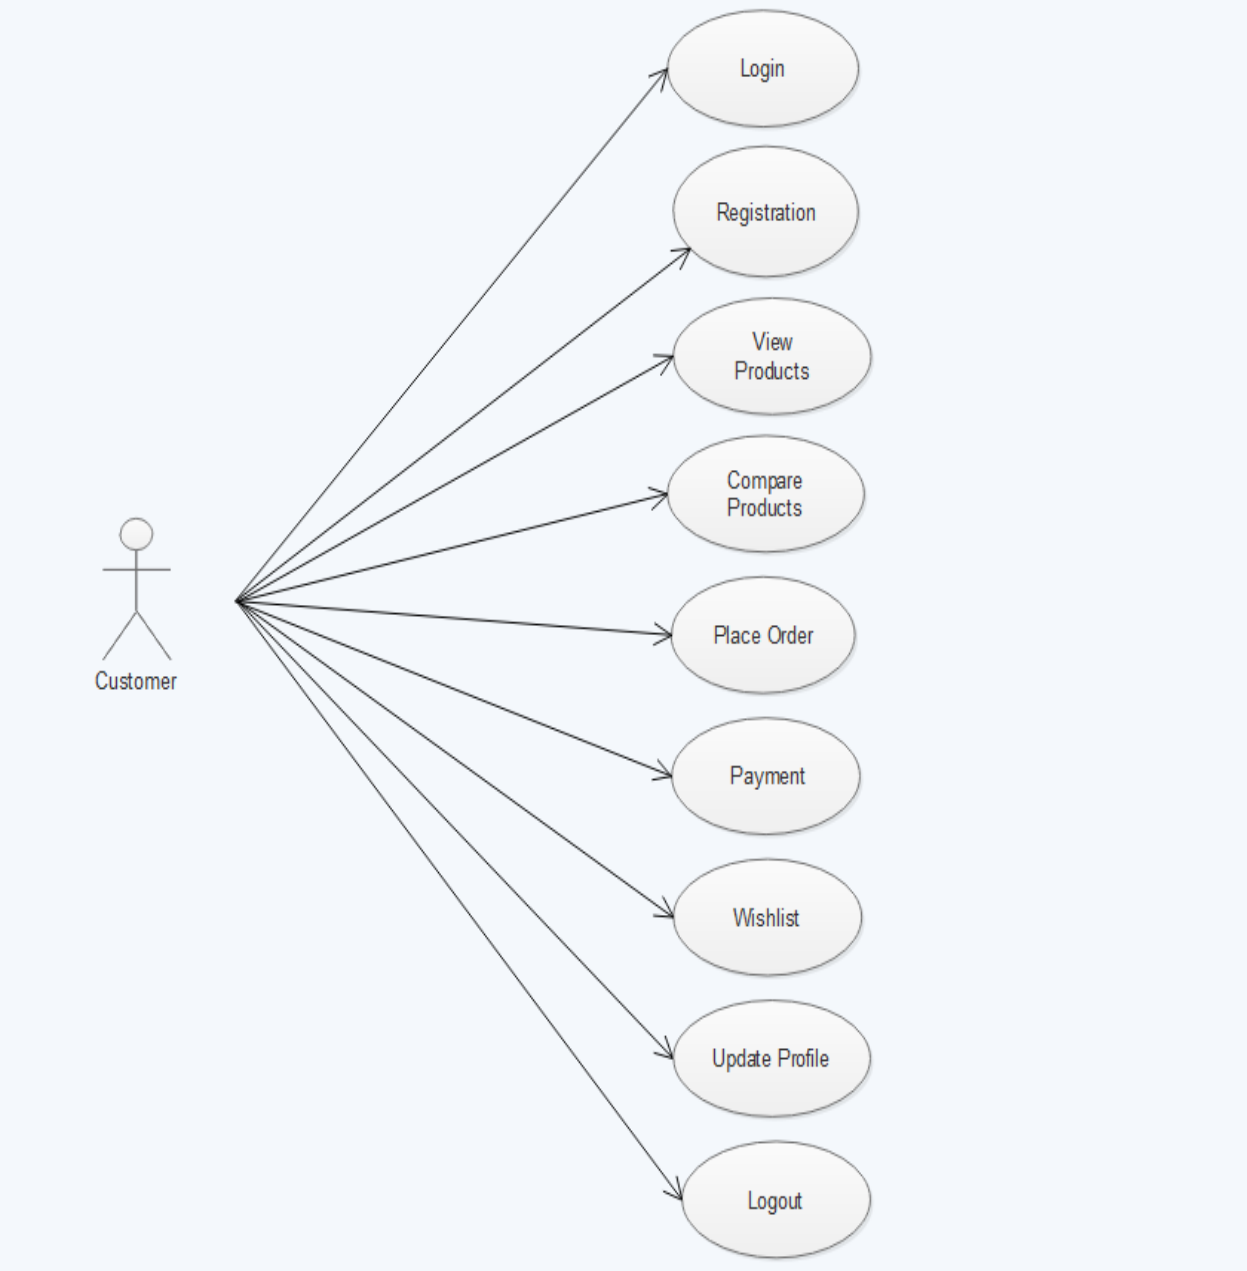 Login
Registration
View
Products
Compare
Products
Customer
Place Order
Payment
Wishlist
Update Profile
Logout